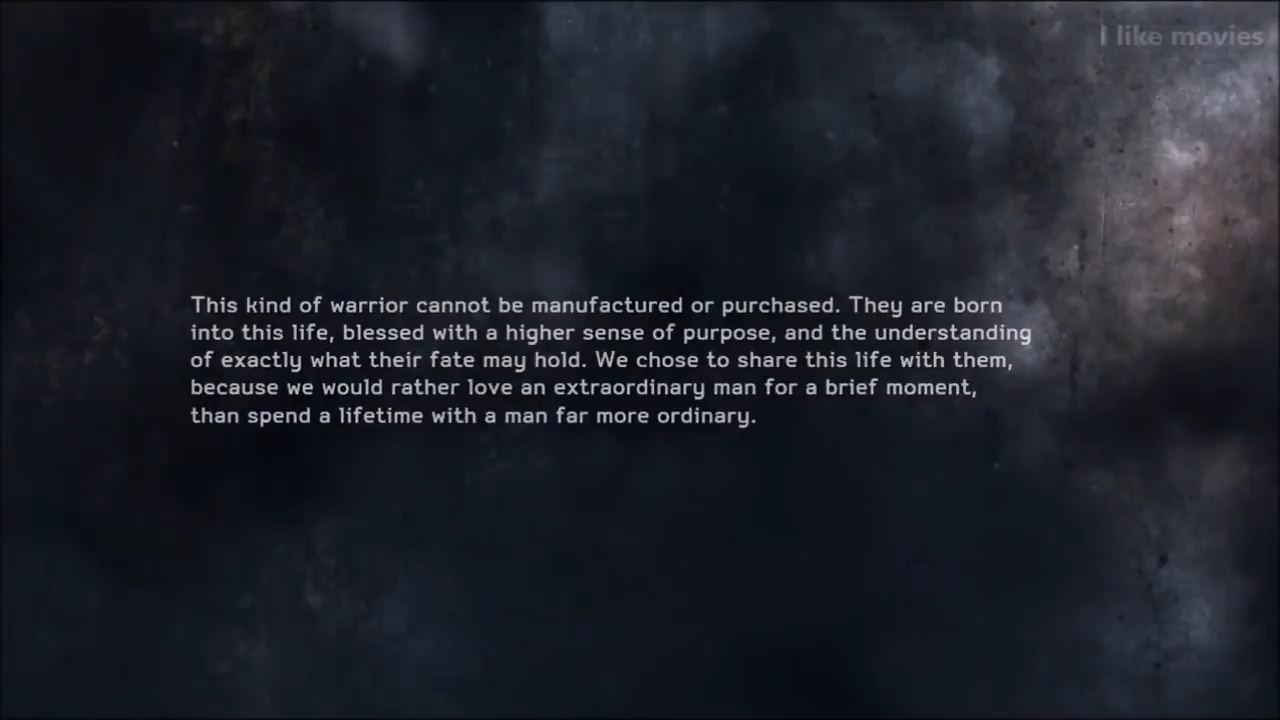 I like movies
This kind of warrior cannot be manufactured or purchased. They are born
into this life, blessed with a higher sense of purpose, and the understanding
of exactly what their fate may hold. We chose to share this life with them,
because we would rather love an extraordinary man for a brief moment,
than spend a lifetime with a man far more ordinary.